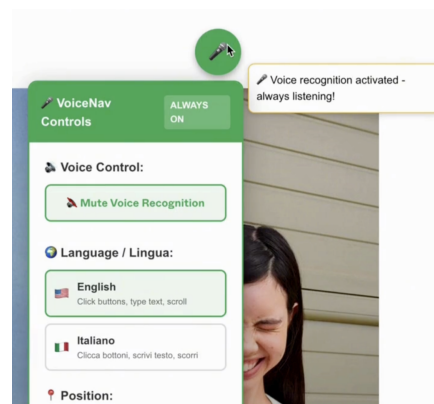 Voice recognition activated -
always listening!
VoiceNav
Controls
ALWAYS
ON
Voice Control:
Mute Voice Recognition
Language / Lingua:
English
Click buttons, type text, scroll
Italiano
Clicca bottoni, scrivi testo, scorri
Position: